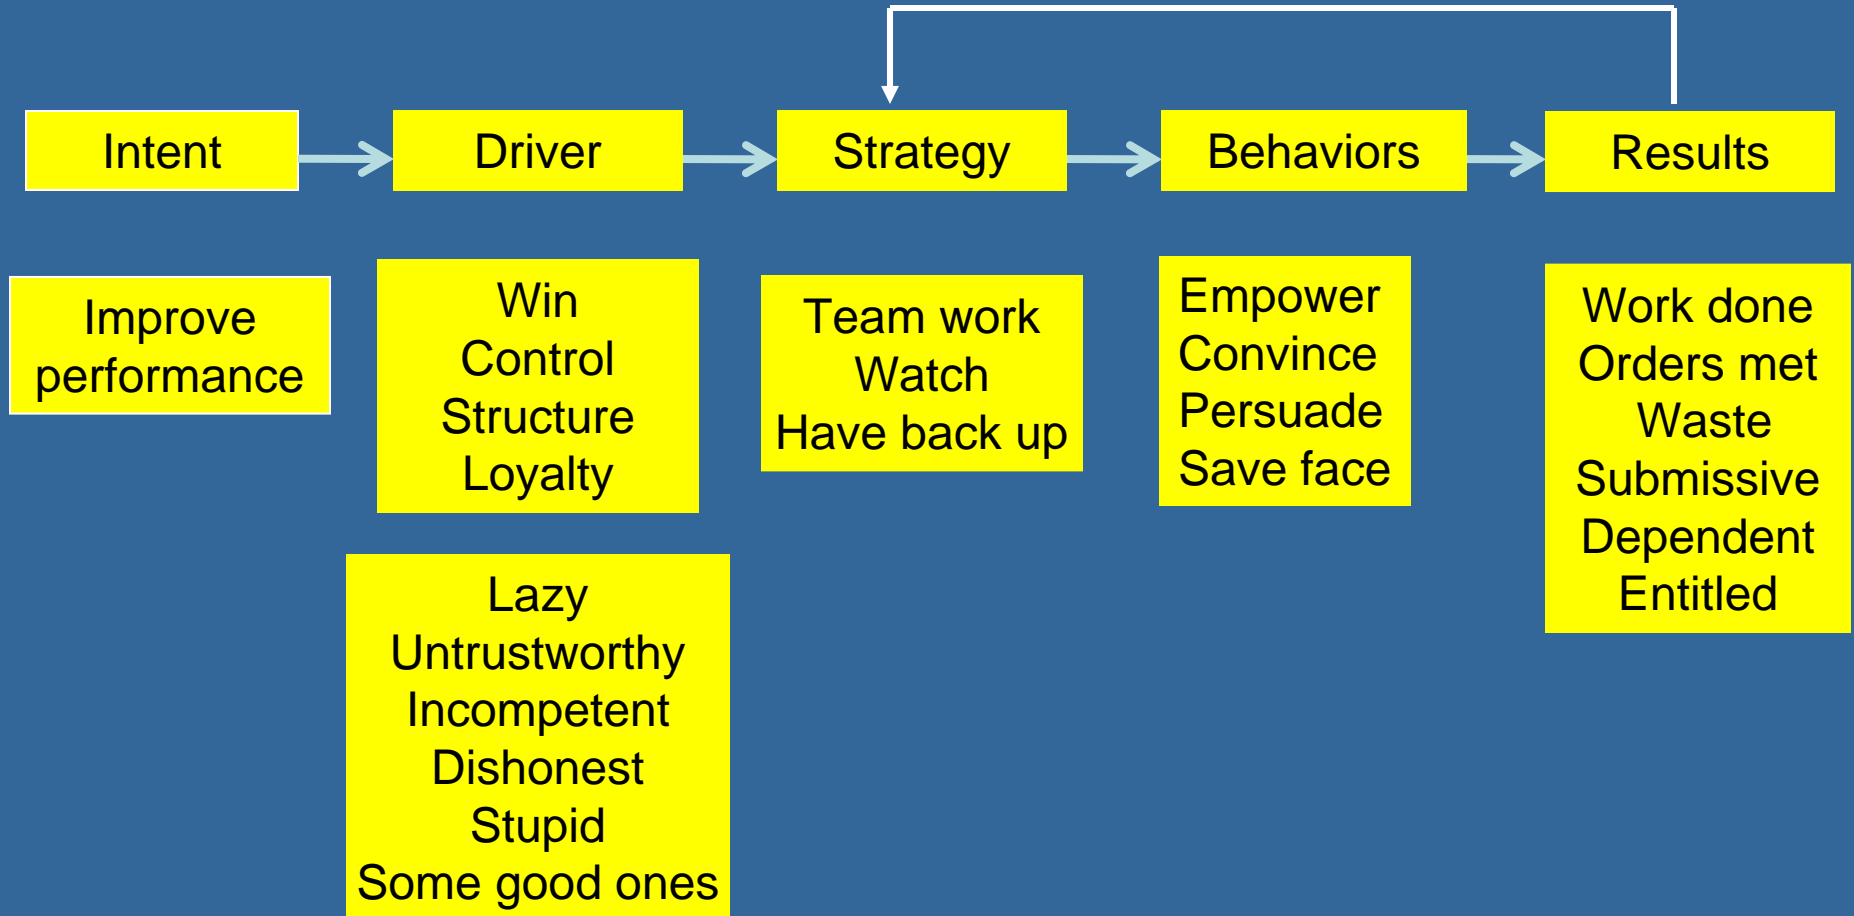 Intent
Driver
Strategy
Behaviors
Results
Improve
performance
Win
Control
Structure
Loyalty
Lazy
Untrustworthy
Incompetent
Dishonest
Stupid
Some good ones
Team work
Watch
Have back up
Empower
Convince
Persuade
Save face
Work done
Orders met
Waste
Submissive
Dependent
Entitled